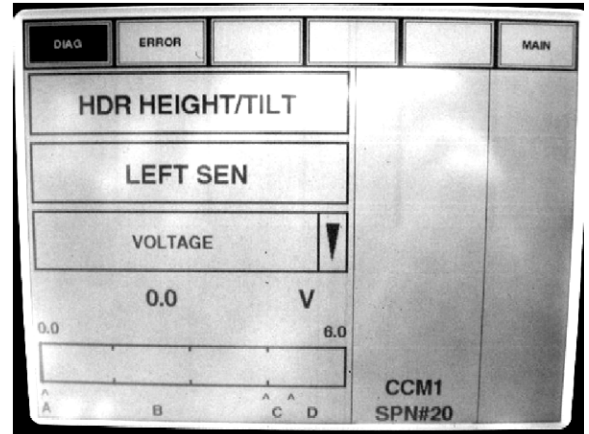 DIAG ERROR MAIN
HDR HEIGHT/TILT
LEFT SEN
VOLTAGE
0.0 V
0.0 6.0
^ ^ ^
A B C D
CCM1
SPN#20